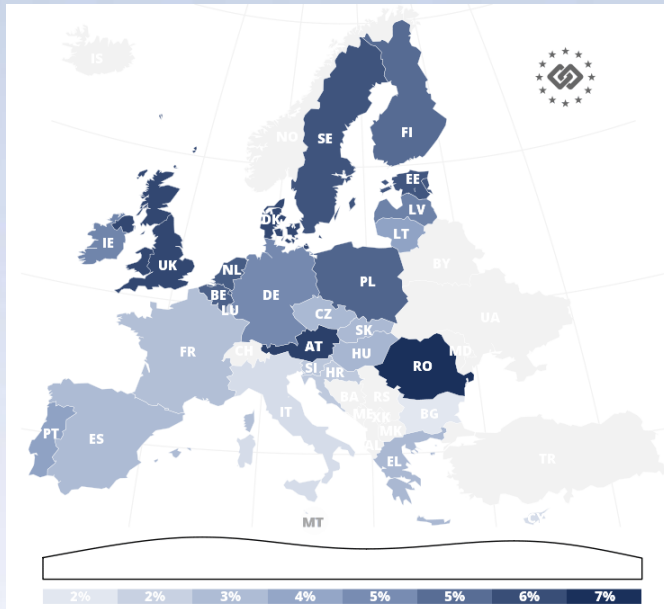 IS
NO
SE
FI
EE
LV
LT
DK
IE
UK
NL
BE
LU
DE
PL
BY
UA
CZ
SK
FR
CH
AT
HU
SI
HR
RO
MD
BA
RS
ME
XK
MK
AL
IT
BG
PT
ES
EL
TR
MT
CY
2% 2% 3% 4% 5% 5% 6% 7%